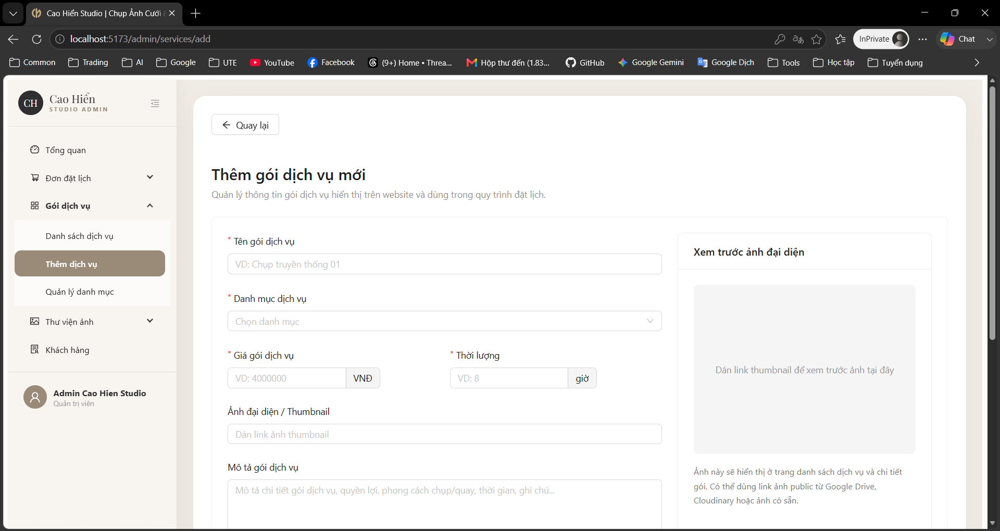 Cao Hiển Studio | Chụp Ảnh Cưới
localhost:5173/admin/services/add
InPrivate
Chat
Common
Trading
AI
Google
UTE
YouTube
Facebook
(9+) Home • Threa...
Hộp thư đến (1.83...
GitHub
Google Gemini
Google Dịch
Tools
Học tập
Tuyển dụng
CH
Cao Hiển
STUDIO ADMIN
Tổng quan
Đơn đặt lịch
Gói dịch vụ
Danh sách dịch vụ
Thêm dịch vụ
Quản lý danh mục
Thư viện ảnh
Khách hàng
Admin Cao Hien Studio
Quản trị viên
Quay lại
Thêm gói dịch vụ mới
Quản lý thông tin gói dịch vụ hiển thị trên website và dùng trong quy trình đặt lịch.
* Tên gói dịch vụ
VD: Chụp truyền thống 01
* Danh mục dịch vụ
Chọn danh mục
* Giá gói dịch vụ
VD: 4000000
VNĐ
* Thời lượng
VD: 8
giờ
Ảnh đại diện / Thumbnail
Dán link ảnh thumbnail
Mô tả gói dịch vụ
Mô tả chi tiết gói dịch vụ, quyền lợi, phong cách chụp/quay, thời gian, ghi chú...
Xem trước ảnh đại diện
Dán link thumbnail để xem trước ảnh tại đây
Ảnh này sẽ hiển thị ở trang danh sách dịch vụ và chi tiết
gói. Có thể dùng link ảnh public từ Google Drive,
Cloudinary hoặc ảnh có sẵn.